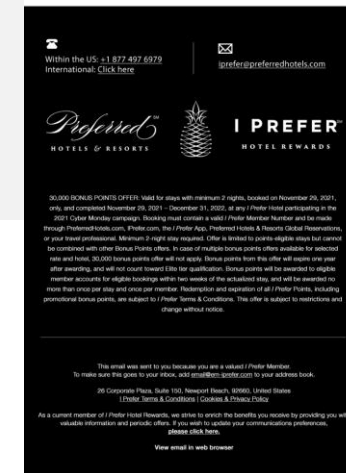 Within the US: +1 877 497 6979
International: Click here
iprefer@preferredhotels.com
Preferred SM
HOTELS & RESORTS
I PREFER SM
HOTEL REWARDS
30,000 BONUS POINTS OFFER: Valid for stays with minimum 2 nights, booked on November 29, 2021,
only, and completed November 29, 2021 – December 31, 2022, at any I Prefer Hotel participating in the
2021 Cyber Monday campaign. Booking must contain a valid I Prefer Member Number and be made
through PreferredHotels.com, IPrefer.com, the I Prefer App, Preferred Hotels & Resorts Global Reservations,
or your travel professional. Minimum 2-night stay required. Offer is limited to points-eligible stays but cannot
be combined with other Bonus Points offers. In case of multiple bonus points offers available for selected
rate and hotel, 30,000 bonus points offer will not apply. Bonus points from this offer will expire one year
after awarding, and will not count toward Elite tier qualification. Bonus points will be awarded to eligible
member accounts for eligible bookings within two weeks of the actualized stay, and will be awarded no
more than once per stay and once per member. Redemption and expiration of all I Prefer Points, including
promotional bonus points, are subject to I Prefer Terms & Conditions. This offer is subject to restrictions and
change without notice.
This email was sent to you because you are a valued I Prefer Member.
To make sure this goes to your inbox, add email@em-iprefer.com to your address book.
26 Corporate Plaza, Suite 150, Newport Beach, 92660, United States
I Prefer Terms & Conditions | Cookies & Privacy Policy
As a current member of I Prefer Hotel Rewards, we strive to enrich the benefits you receive by providing you wit
valuable information and periodic offers. If you wish to update your communications preferences,
please click here.
View email in web browser